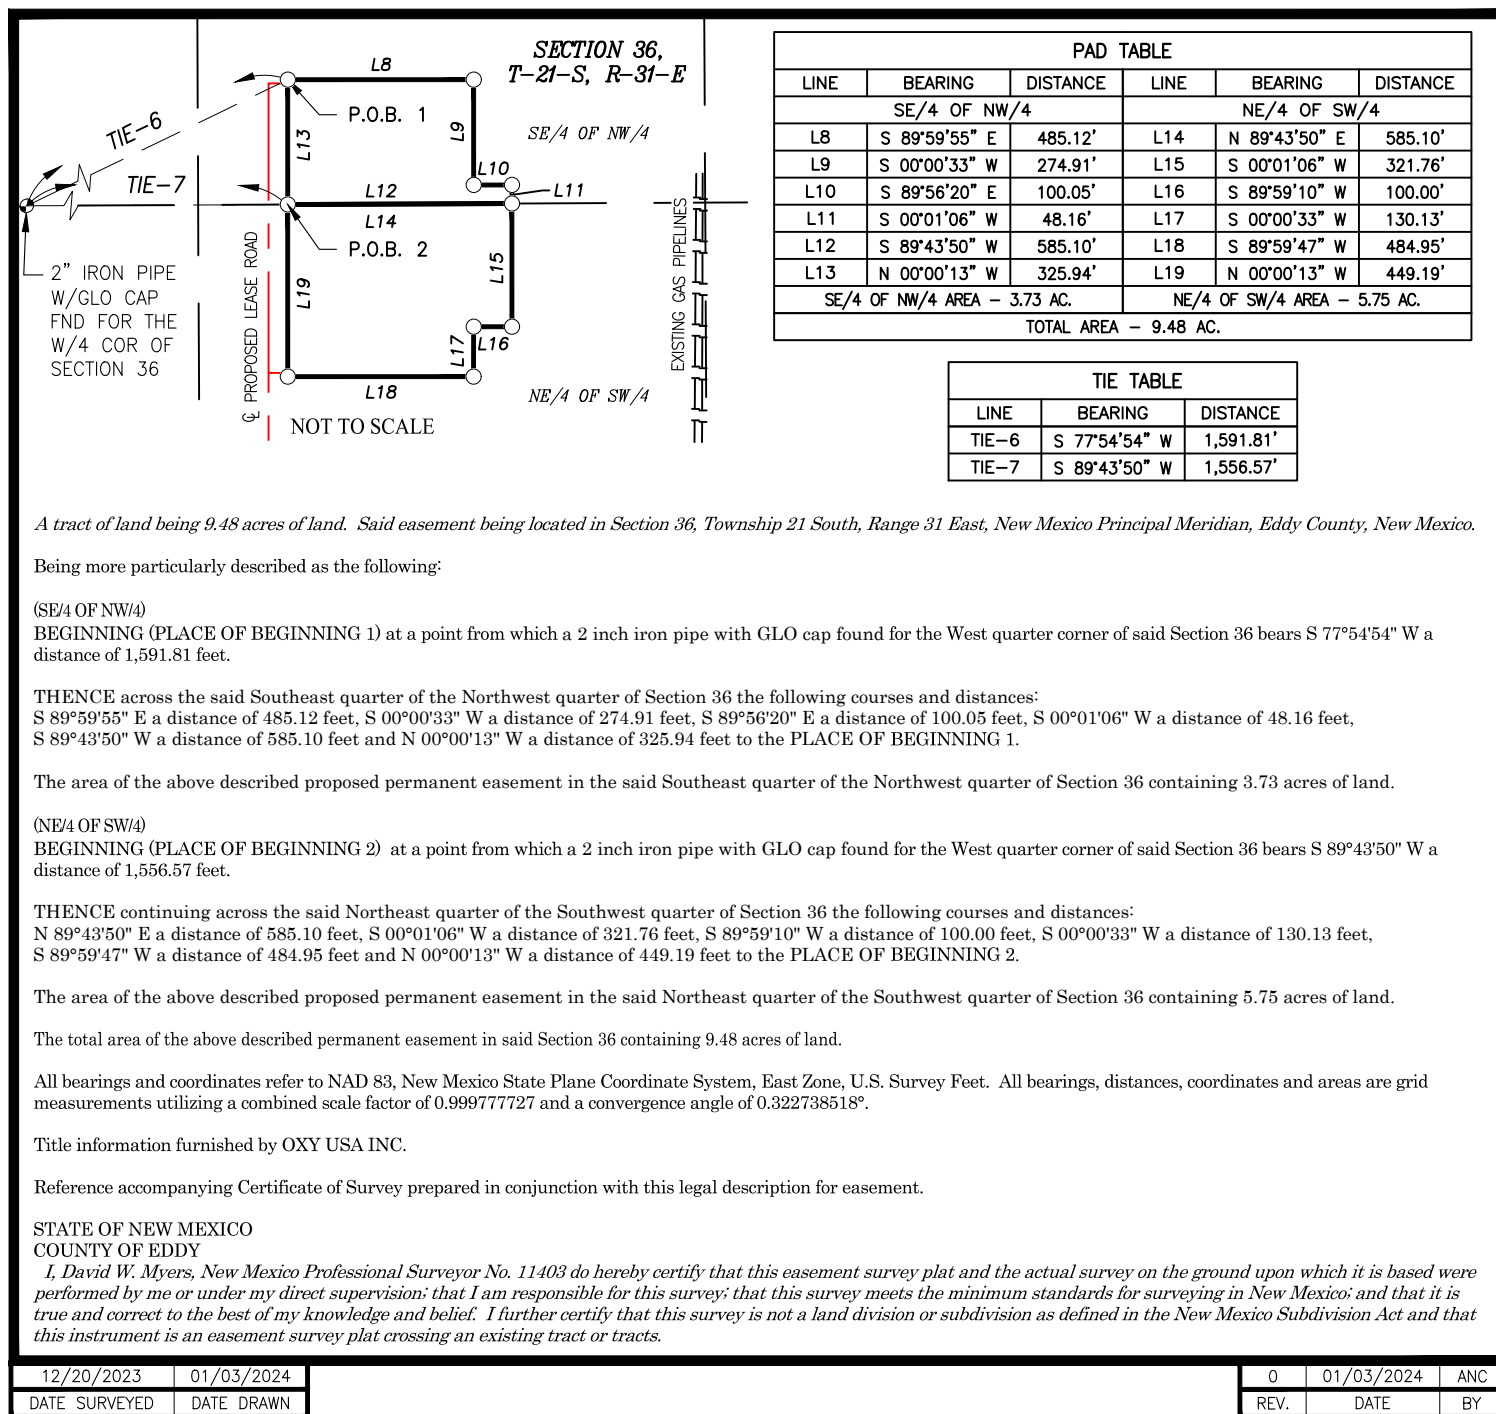 SECTION 36,
T-21-S, R-31-E
L8
P.O.B. 1
TIE-6
L13
L9
SE/4 OF NW/4
L10
TIE-7
L12
L11
L14
P.O.B. 2
2" IRON PIPE
W/GLO CAP
FND FOR THE
W/4 COR OF
SECTION 36
℄ PROPOSED LEASE ROAD
L19
L15
EXISTING GAS PIPELINES
L17
L16
L18
NE/4 OF SW/4
NOT TO SCALE
PAD TABLE
LINE BEARING DISTANCE LINE BEARING DISTANCE
SE/4 OF NW/4 NE/4 OF SW/4
L8 S 89°59'55" E 485.12' L14 N 89°43'50" E 585.10'
L9 S 00°00'33" W 274.91' L15 S 00°01'06" W 321.76'
L10 S 89°56'20" E 100.05' L16 S 89°59'10" W 100.00'
L11 S 00°01'06" W 48.16' L17 S 00°00'33" W 130.13'
L12 S 89°43'50" W 585.10' L18 S 89°59'47" W 484.95'
L13 N 00°00'13" W 325.94' L19 N 00°00'13" W 449.19'
SE/4 OF NW/4 AREA – 3.73 AC. NE/4 OF SW/4 AREA – 5.75 AC.
TOTAL AREA – 9.48 AC.
TIE TABLE
LINE BEARING DISTANCE
TIE-6 S 77°54'54" W 1,591.81'
TIE-7 S 89°43'50" W 1,556.57'
A tract of land being 9.48 acres of land. Said easement being located in Section 36, Township 21 South, Range 31 East, New Mexico Principal Meridian, Eddy County, New Mexico.
Being more particularly described as the following:
(SE/4 OF NW/4)
BEGINNING (PLACE OF BEGINNING 1) at a point from which a 2 inch iron pipe with GLO cap found for the West quarter corner of said Section 36 bears S 77°54'54" W a
distance of 1,591.81 feet.
THENCE across the said Southeast quarter of the Northwest quarter of Section 36 the following courses and distances:
S 89°59'55" E a distance of 485.12 feet, S 00°00'33" W a distance of 274.91 feet, S 89°56'20" E a distance of 100.05 feet, S 00°01'06" W a distance of 48.16 feet,
S 89°43'50" W a distance of 585.10 feet and N 00°00'13" W a distance of 325.94 feet to the PLACE OF BEGINNING 1.
The area of the above described proposed permanent easement in the said Southeast quarter of the Northwest quarter of Section 36 containing 3.73 acres of land.
(NE/4 OF SW/4)
BEGINNING (PLACE OF BEGINNING 2) at a point from which a 2 inch iron pipe with GLO cap found for the West quarter corner of said Section 36 bears S 89°43'50" W a
distance of 1,556.57 feet.
THENCE continuing across the said Northeast quarter of the Southwest quarter of Section 36 the following courses and distances:
N 89°43'50" E a distance of 585.10 feet, S 00°01'06" W a distance of 321.76 feet, S 89°59'10" W a distance of 100.00 feet, S 00°00'33" W a distance of 130.13 feet,
S 89°59'47" W a distance of 484.95 feet and N 00°00'13" W a distance of 449.19 feet to the PLACE OF BEGINNING 2.
The area of the above described proposed permanent easement in the said Northeast quarter of the Southwest quarter of Section 36 containing 5.75 acres of land.
The total area of the above described permanent easement in said Section 36 containing 9.48 acres of land.
All bearings and coordinates refer to NAD 83, New Mexico State Plane Coordinate System, East Zone, U.S. Survey Feet. All bearings, distances, coordinates and areas are grid
measurements utilizing a combined scale factor of 0.999777727 and a convergence angle of 0.322738518°.
Title information furnished by OXY USA INC.
Reference accompanying Certificate of Survey prepared in conjunction with this legal description for easement.
STATE OF NEW MEXICO
COUNTY OF EDDY
I, David W. Myers, New Mexico Professional Surveyor No. 11403 do hereby certify that this easement survey plat and the actual survey on the ground upon which it is based were
performed by me or under my direct supervision; that I am responsible for this survey; that this survey meets the minimum standards for surveying in New Mexico; and that it is
true and correct to the best of my knowledge and belief. I further certify that this survey is not a land division or subdivision as defined in the New Mexico Subdivision Act and that
this instrument is an easement survey plat crossing an existing tract or tracts.
12/20/2023 01/03/2024
DATE SURVEYED DATE DRAWN
0 01/03/2024 ANC
REV. DATE BY